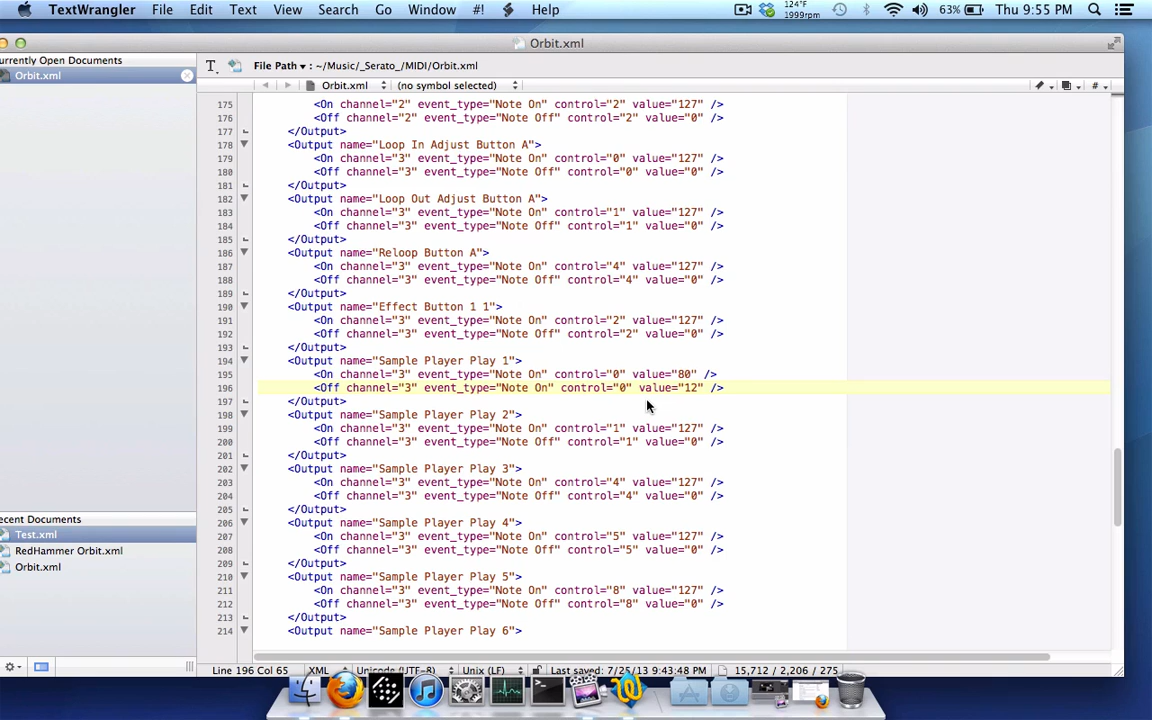 TextWrangler File Edit Text View Search Go Window #! Help 124°F 1999rpm 63% Thu 9:55 PM
Orbit.xml
urrently Open Documents
Orbit.xml
File Path ▾ : ~/Music/_Serato_/MIDI/Orbit.xml
Orbit.xml (no symbol selected)
175 <On channel="2" event_type="Note On" control="2" value="127" />
176 <Off channel="2" event_type="Note Off" control="2" value="0" />
177 </Output>
178 <Output name="Loop In Adjust Button A">
179 <On channel="3" event_type="Note On" control="0" value="127" />
180 <Off channel="3" event_type="Note Off" control="0" value="0" />
181 </Output>
182 <Output name="Loop Out Adjust Button A">
183 <On channel="3" event_type="Note On" control="1" value="127" />
184 <Off channel="3" event_type="Note Off" control="1" value="0" />
185 </Output>
186 <Output name="Reloop Button A">
187 <On channel="3" event_type="Note On" control="4" value="127" />
188 <Off channel="3" event_type="Note Off" control="4" value="0" />
189 </Output>
190 <Output name="Effect Button 1 1">
191 <On channel="3" event_type="Note On" control="2" value="127" />
192 <Off channel="3" event_type="Note Off" control="2" value="0" />
193 </Output>
194 <Output name="Sample Player Play 1">
195 <On channel="3" event_type="Note On" control="0" value="80" />
196 <Off channel="3" event_type="Note On" control="0" value="12" />
197 </Output>
198 <Output name="Sample Player Play 2">
199 <On channel="3" event_type="Note On" control="1" value="127" />
200 <Off channel="3" event_type="Note Off" control="1" value="0" />
201 </Output>
202 <Output name="Sample Player Play 3">
203 <On channel="3" event_type="Note On" control="4" value="127" />
204 <Off channel="3" event_type="Note Off" control="4" value="0" />
205 </Output>
206 <Output name="Sample Player Play 4">
207 <On channel="3" event_type="Note On" control="5" value="127" />
208 <Off channel="3" event_type="Note Off" control="5" value="0" />
209 </Output>
210 <Output name="Sample Player Play 5">
211 <On channel="3" event_type="Note On" control="8" value="127" />
212 <Off channel="3" event_type="Note Off" control="8" value="0" />
213 </Output>
214 <Output name="Sample Player Play 6">
ecent Documents
Test.xml
RedHammer Orbit.xml
Orbit.xml
Line 196 Col 65 XML Unicode (UTF-8) Unix (LF) Last saved: 7/25/13 9:43:48 PM 15,712 / 2,206 / 275